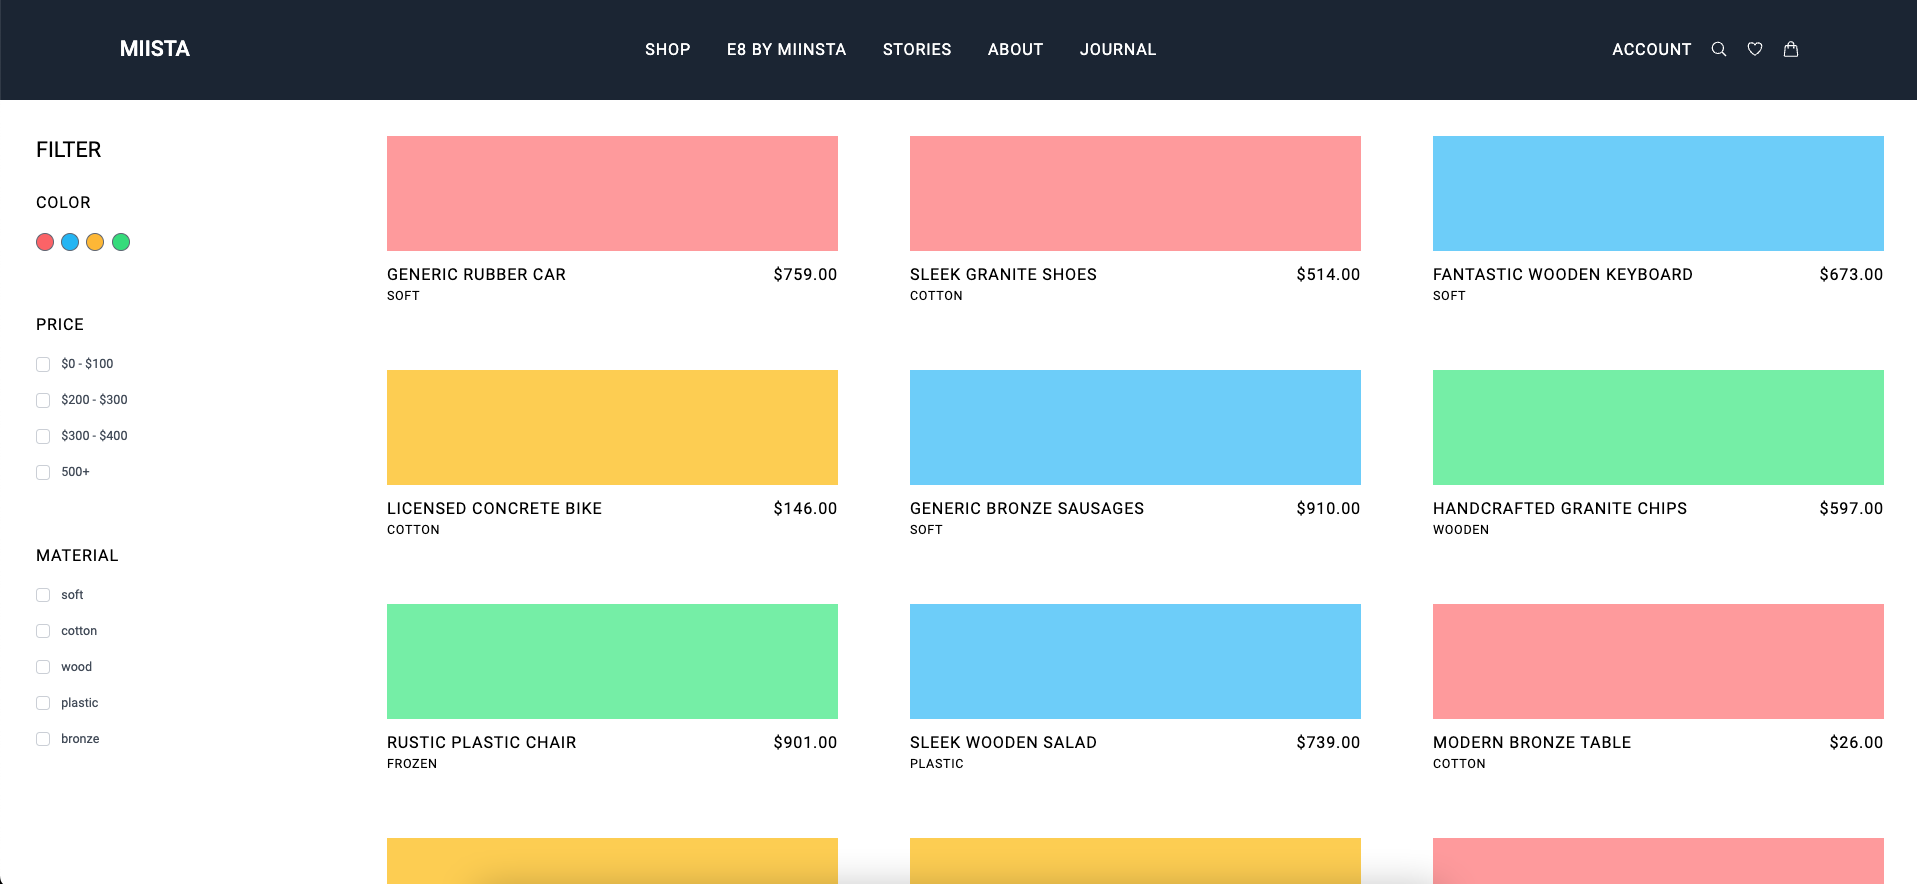 MIISTA
SHOP E8 BY MIINSTA STORIES ABOUT JOURNAL
ACCOUNT
FILTER
COLOR
PRICE
$0 - $100
$200 - $300
$300 - $400
500+
MATERIAL
soft
cotton
wood
plastic
bronze
GENERIC RUBBER CAR $759.00
SOFT
SLEEK GRANITE SHOES $514.00
COTTON
FANTASTIC WOODEN KEYBOARD $673.00
SOFT
LICENSED CONCRETE BIKE $146.00
COTTON
GENERIC BRONZE SAUSAGES $910.00
SOFT
HANDCRAFTED GRANITE CHIPS $597.00
WOODEN
RUSTIC PLASTIC CHAIR $901.00
FROZEN
SLEEK WOODEN SALAD $739.00
PLASTIC
MODERN BRONZE TABLE $26.00
COTTON